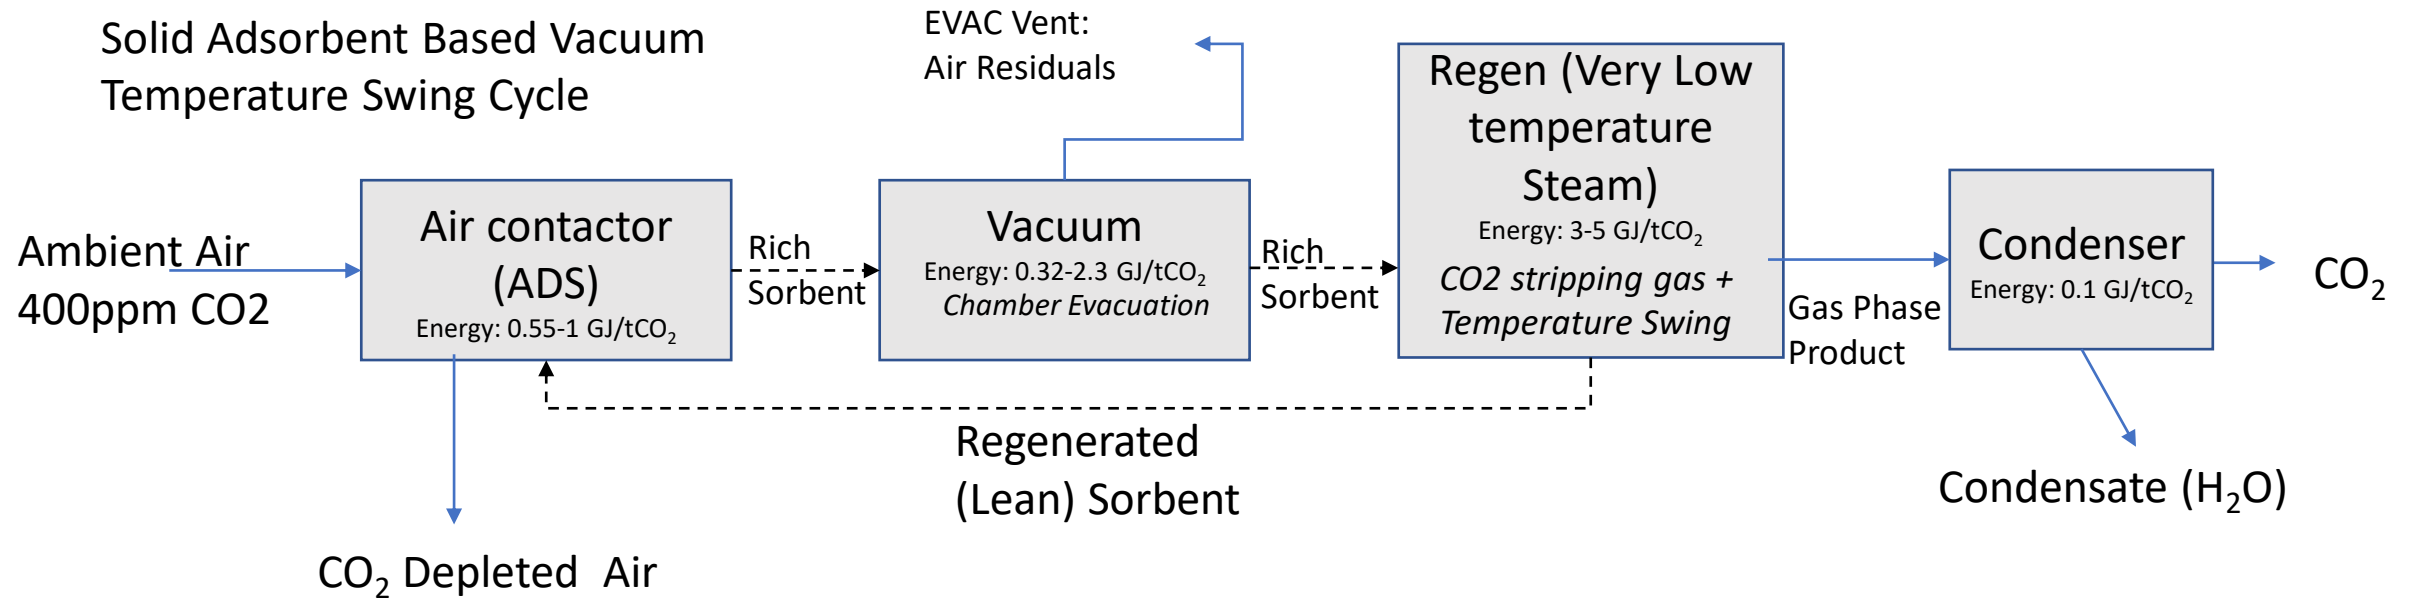 Solid Adsorbent Based Vacuum
Temperature Swing Cycle
EVAC Vent:
Air Residuals
Ambient Air
400ppm CO2
Air contactor
(ADS)
Energy: 0.55-1 GJ/tCO₂
Rich
Sorbent
Vacuum
Energy: 0.32-2.3 GJ/tCO₂
Chamber Evacuation
Rich
Sorbent
Regen (Very Low
temperature
Steam)
Energy: 3-5 GJ/tCO₂
CO2 stripping gas +
Temperature Swing
Gas Phase
Product
Condenser
Energy: 0.1 GJ/tCO₂
CO₂
Regenerated
(Lean) Sorbent
Condensate (H₂O)
CO₂ Depleted Air